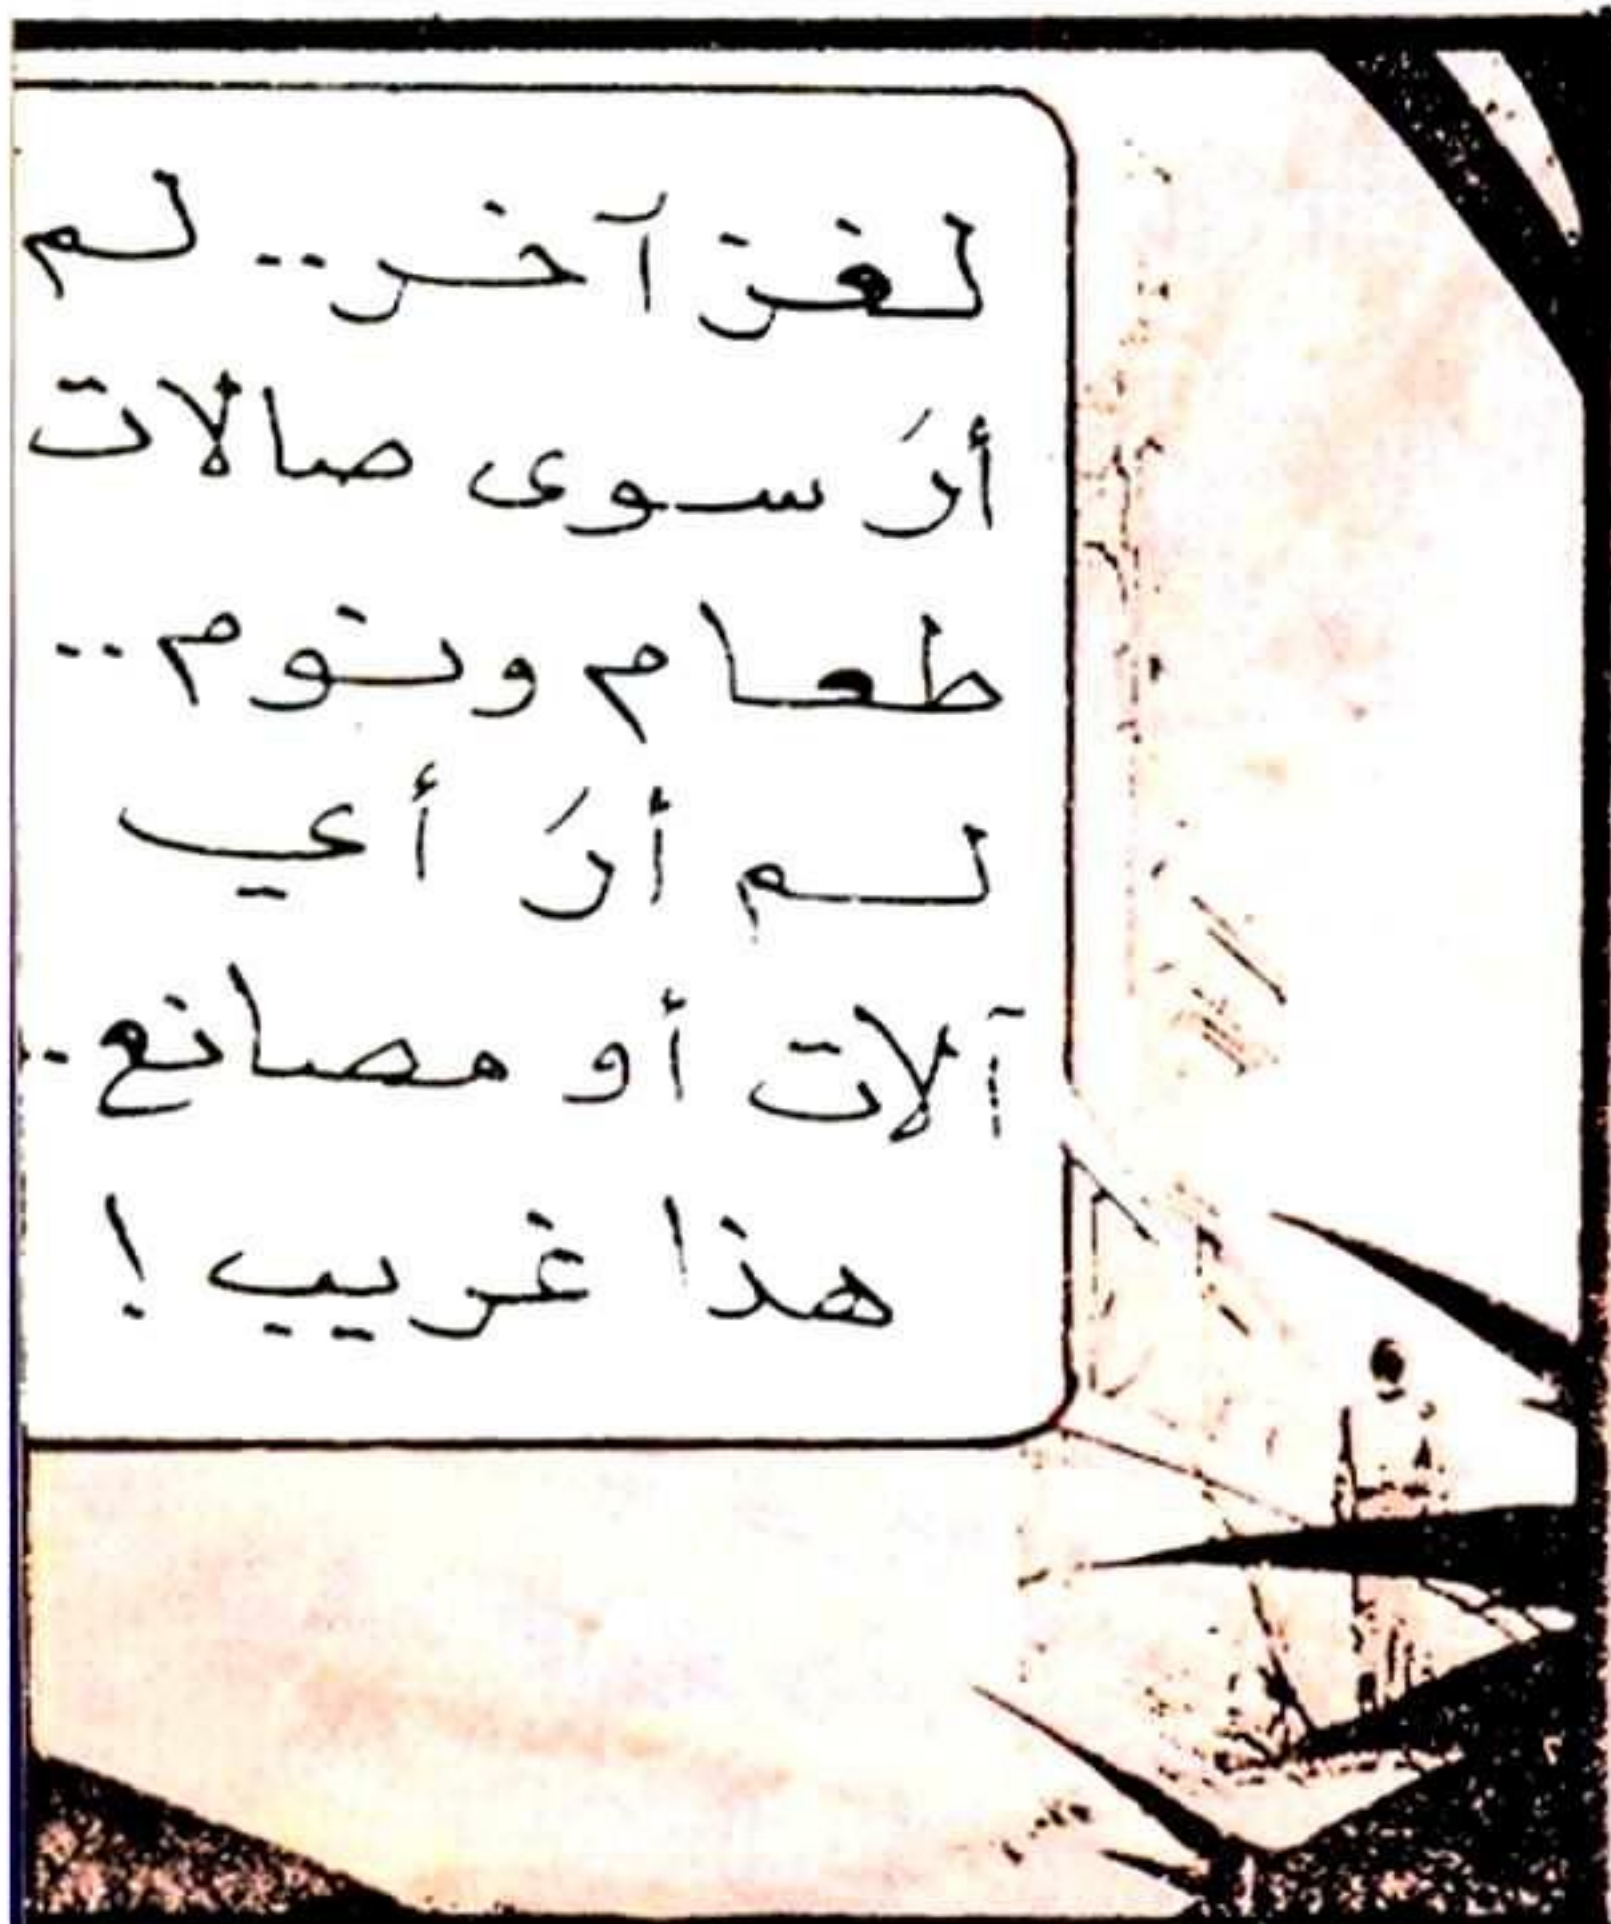 لغز آخر.. لم
أرَ سوى صالات
طعام ونوم..
لم أرَ أي
آلات أو مصانع..
هذا غريب !